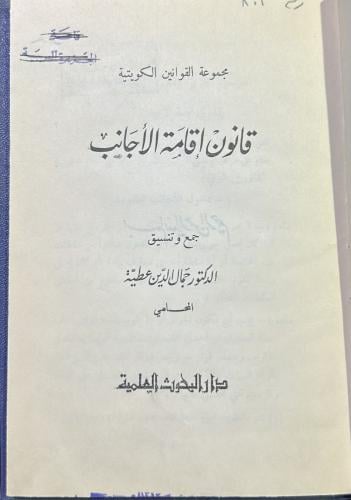 مجموعة القوانين الكويتية
قانون إقامة الأجانب
جمع وتنسيق
الدكتور جمال الدين عطية
المحامي
دار البحوث العلمية